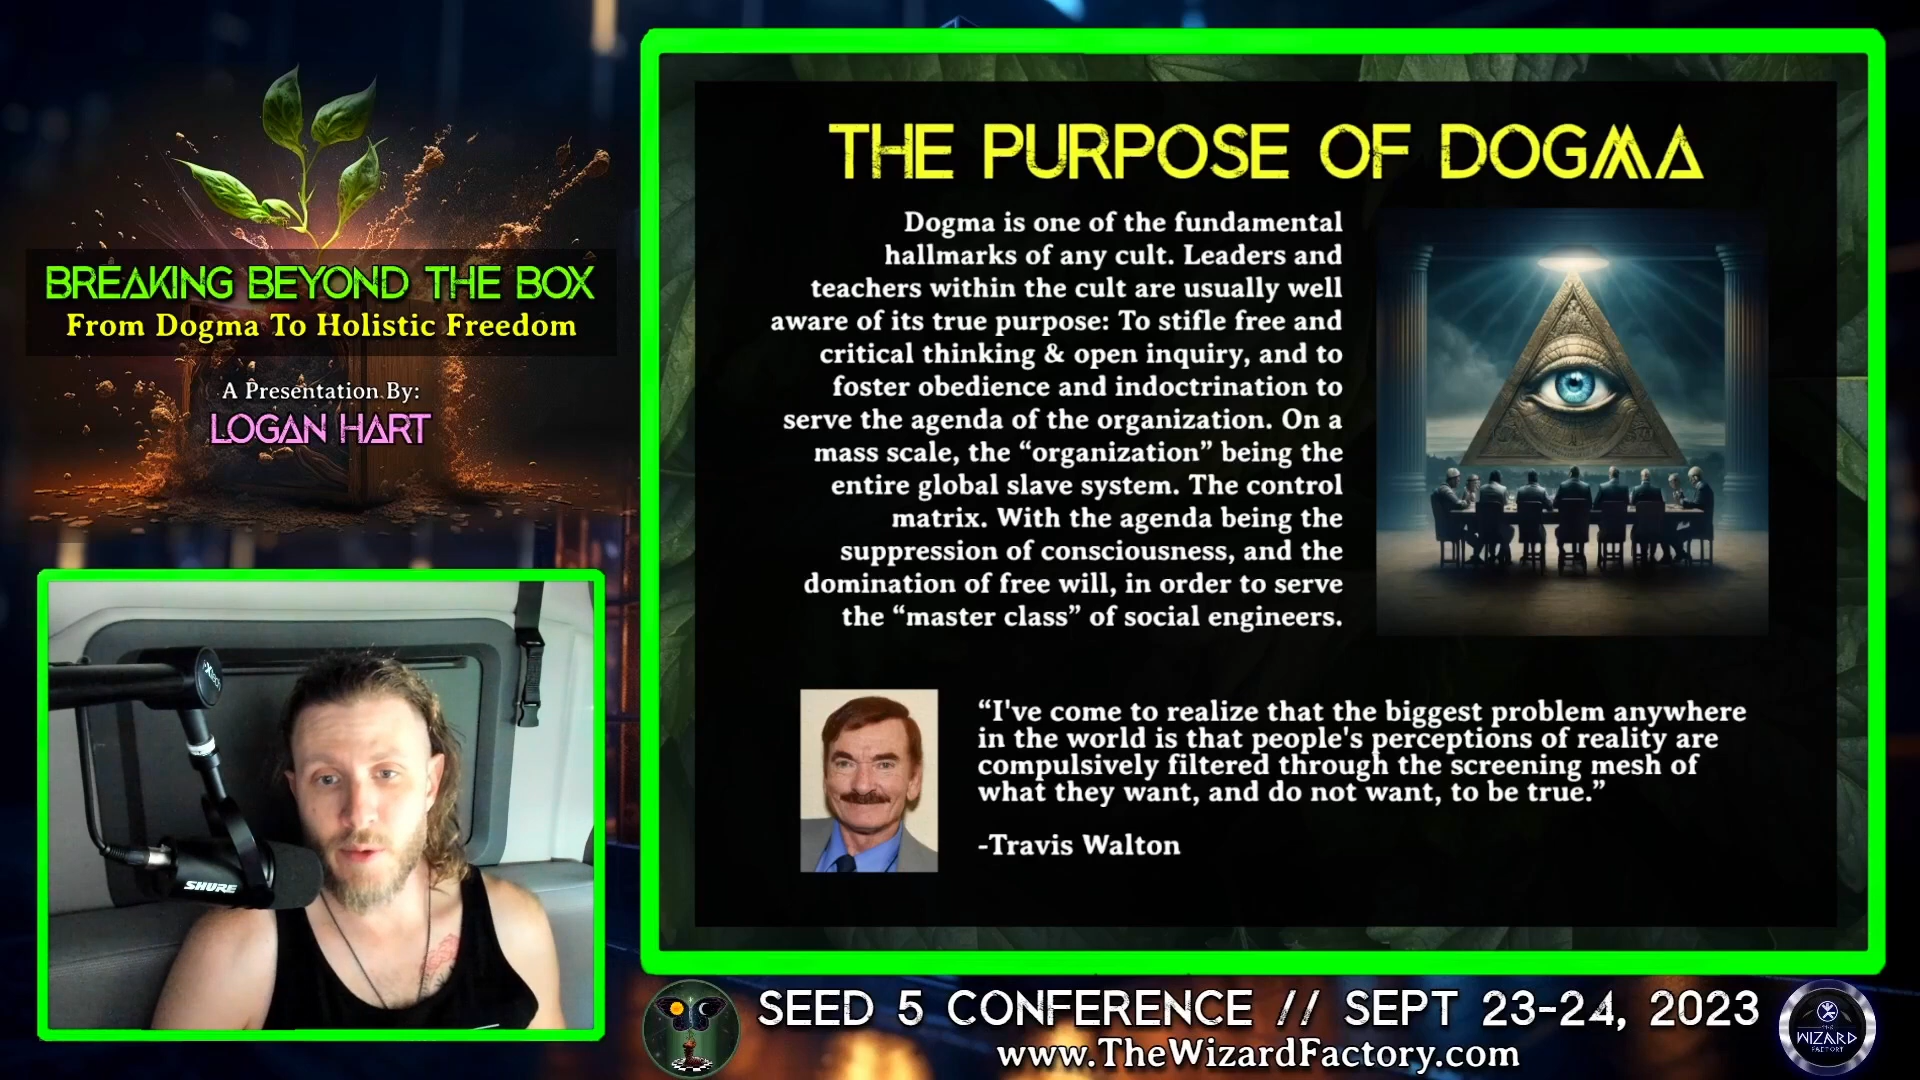 BREAKING BEYOND THE BOX
From Dogma To Holistic Freedom
A Presentation By:
LOGAN HART
SHURE
THE PURPOSE OF DOGMA
Dogma is one of the fundamental
hallmarks of any cult. Leaders and
teachers within the cult are usually well
aware of its true purpose: To stifle free and
critical thinking & open inquiry, and to
foster obedience and indoctrination to
serve the agenda of the organization. On a
mass scale, the “organization” being the
entire global slave system. The control
matrix. With the agenda being the
suppression of consciousness, and the
domination of free will, in order to serve
the “master class” of social engineers.
“I've come to realize that the biggest problem anywhere
in the world is that people's perceptions of reality are
compulsively filtered through the screening mesh of
what they want, and do not want, to be true.”
-Travis Walton
SEED 5 CONFERENCE // SEPT 23-24, 2023
www.TheWizardFactory.com
THE
WIZARD
FACTORY